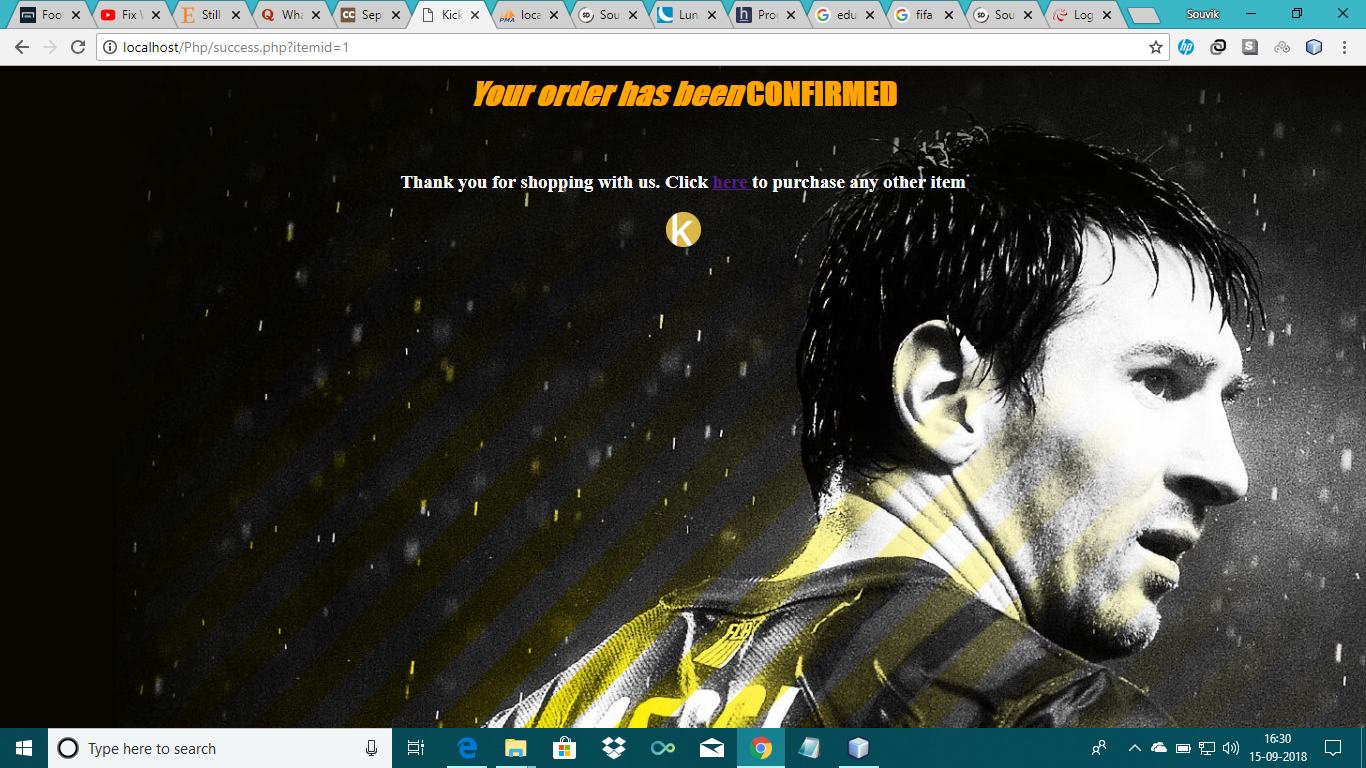 Foo
Fix \
Still
Wha
Sep
Kick
loca
Sou
Lun
Pro
edu
fifa
Sou
Log
Souvik
localhost/Php/success.php?itemid=1
Your order has been CONFIRMED
Thank you for shopping with us. Click here to purchase any other item
k
FCB
Type here to search
16:30
15-09-2018